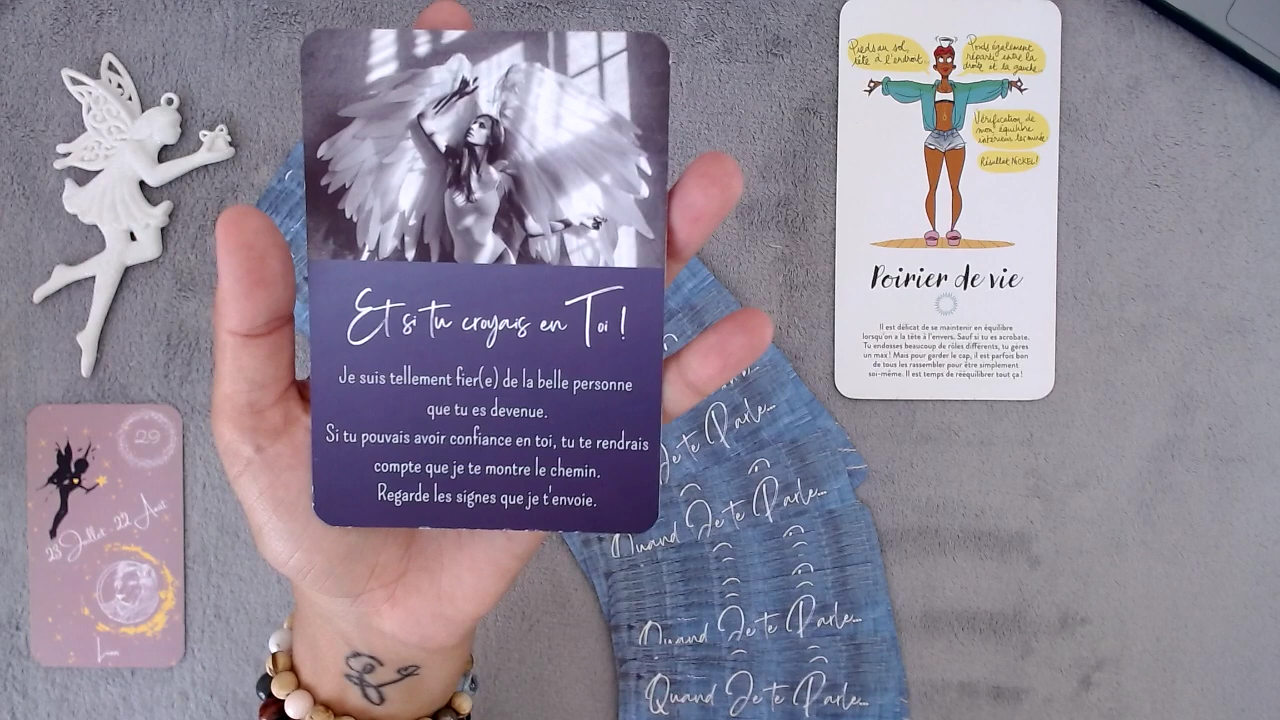 Et si tu croyais en Toi !
Je suis tellement fier(e) de la belle personne
que tu es devenue.
Si tu pouvais avoir confiance en toi, tu te rendrais
compte que je te montre le chemin.
Regarde les signes que je t'envoie.
Pieds au sol,
tête à l'endroit.
Poids également
réparti entre la
droite et la gauche.
Vérification de
mon équilibre
intérieur les mains
Résultat NICKEL!
Poirier de vie
Il est délicat de se maintenir en équilibre
lorsqu'on a la tête à l'envers. Sauf si tu es acrobate.
Tu endosses beaucoup de rôles différents, tu gères
un max ! Mais pour garder le cap, il est parfois bon
de tous les rassembler pour être simplement
soi-même. Il est temps de rééquilibrer tout ça !
29
23 Juillet - 22 Août
Je te Parle...
Quand Je te Parle...
Quand Je te Parle...
Quand Je te Parle...